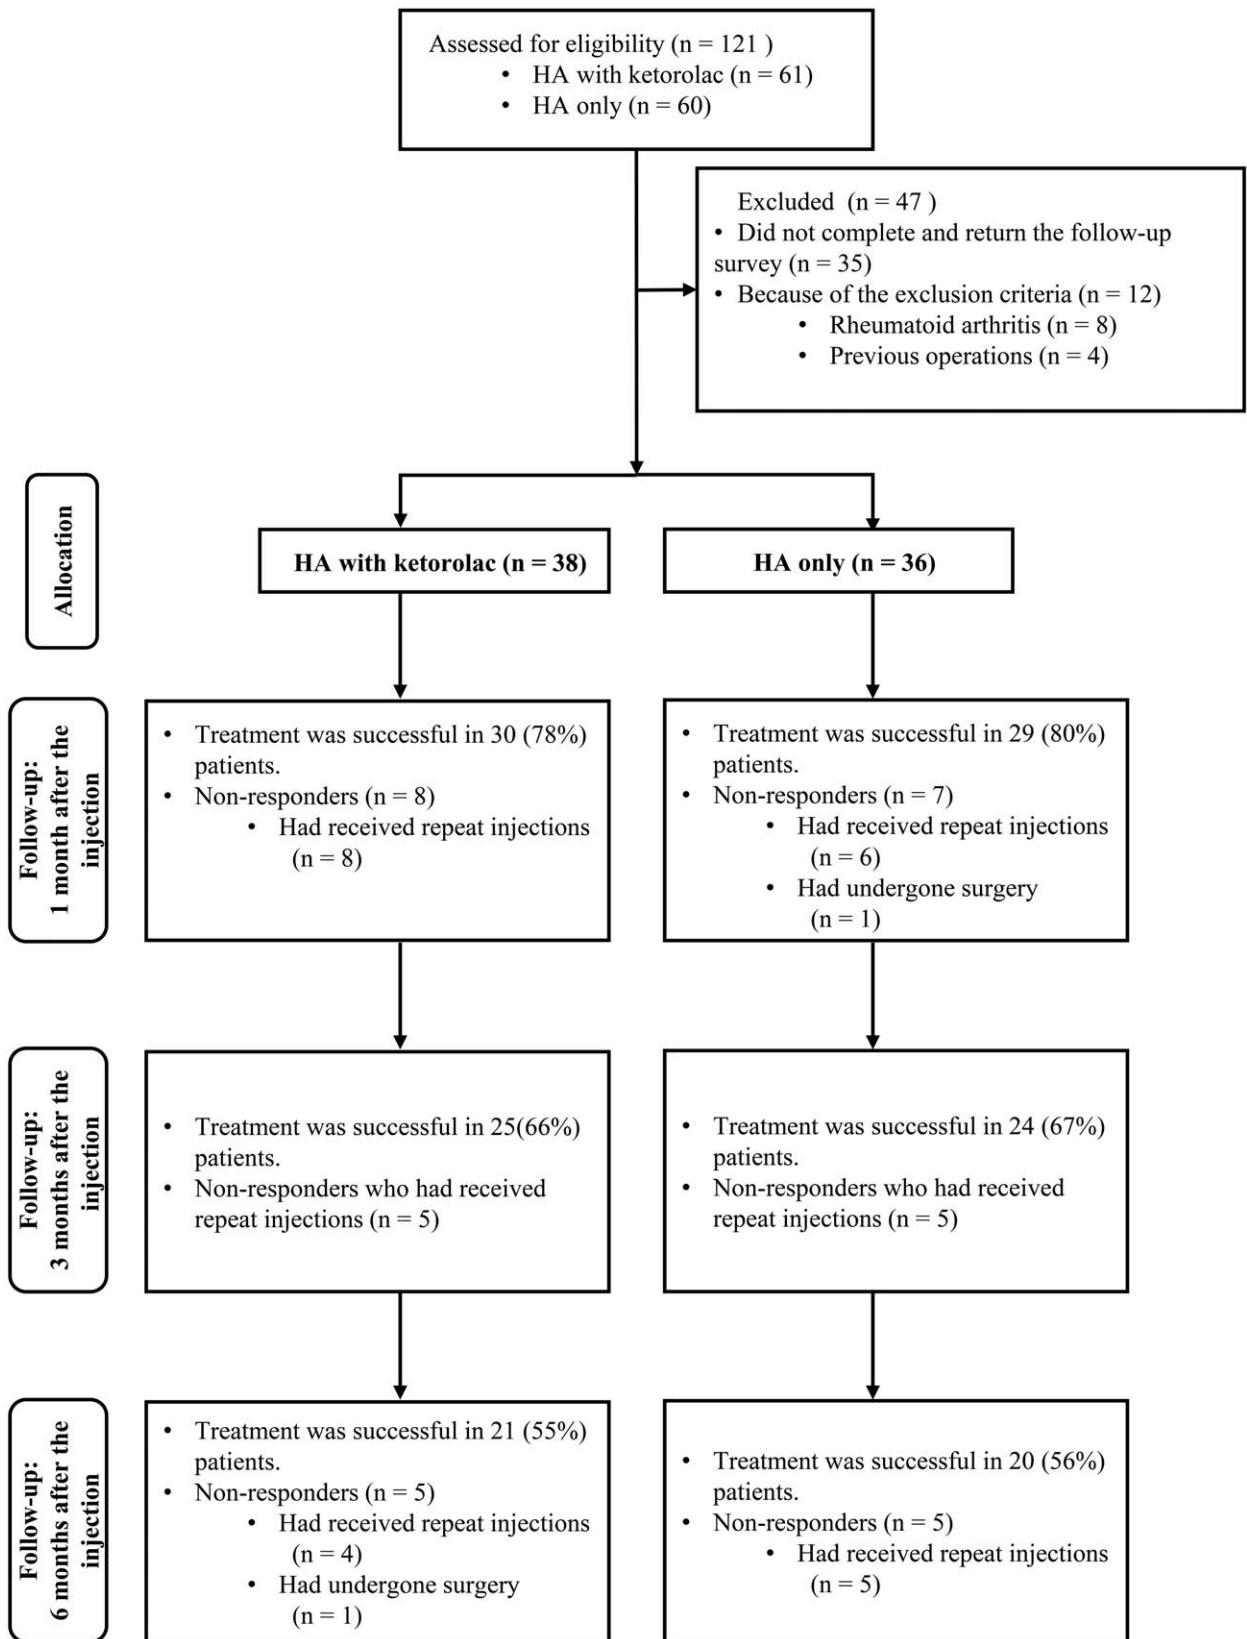 Assessed for eligibility (n = 121 )
• HA with ketorolac (n = 61)
• HA only (n = 60)
Excluded (n = 47 )
• Did not complete and return the follow-up
survey (n = 35)
• Because of the exclusion criteria (n = 12)
• Rheumatoid arthritis (n = 8)
• Previous operations (n = 4)
Allocation
HA with ketorolac (n = 38)
HA only (n = 36)
Follow-up:
1 month after the
injection
• Treatment was successful in 30 (78%)
patients.
• Non-responders (n = 8)
• Had received repeat injections
(n = 8)
• Treatment was successful in 29 (80%)
patients.
• Non-responders (n = 7)
• Had received repeat injections
(n = 6)
• Had undergone surgery
(n = 1)
Follow-up:
3 months after the
injection
• Treatment was successful in 25(66%)
patients.
• Non-responders who had received
repeat injections (n = 5)
• Treatment was successful in 24 (67%)
patients.
• Non-responders who had received
repeat injections (n = 5)
Follow-up:
6 months after the
injection
• Treatment was successful in 21 (55%)
patients.
• Non-responders (n = 5)
• Had received repeat injections
(n = 4)
• Had undergone surgery
(n = 1)
• Treatment was successful in 20 (56%)
patients.
• Non-responders (n = 5)
• Had received repeat injections
(n = 5)